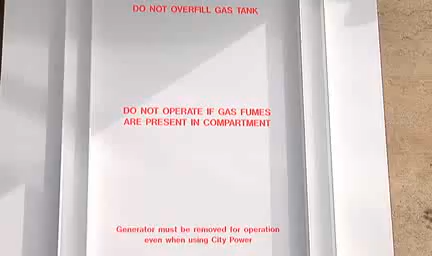 DO NOT OVERFILL GAS TANK
DO NOT OPERATE IF GAS FUMES
ARE PRESENT IN COMPARTMENT
Generator must be removed for operation
even when using City Power